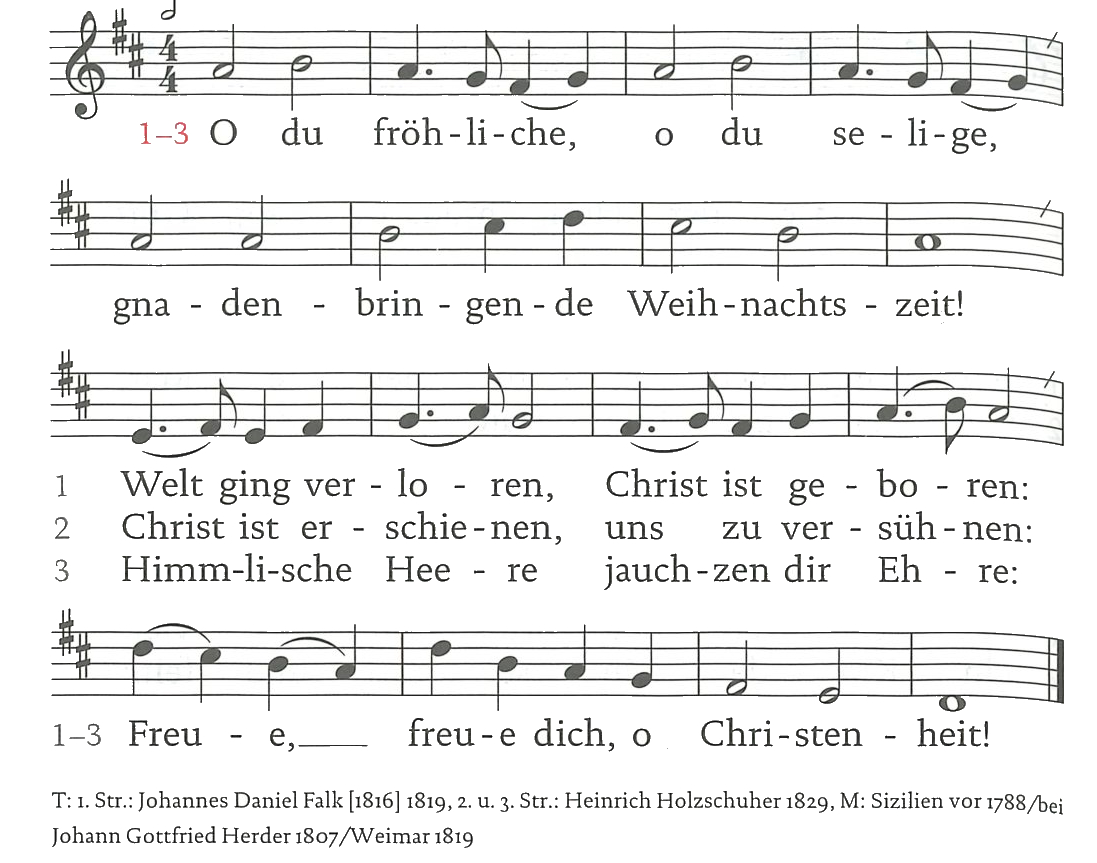 1–3 O du fröh-li-che, o du se - li-ge,
gna - den - brin - gen - de Weih-nachts - zeit!
1 Welt ging ver - lo - ren, Christ ist ge - bo - ren:
2 Christ ist er - schie-nen, uns zu ver - süh-nen:
3 Himm-li-sche Hee - re jauch-zen dir Eh - re:
1–3 Freu - e,___ freu-e dich, o Chri-sten - heit!
T: 1. Str.: Johannes Daniel Falk [1816] 1819, 2. u. 3. Str.: Heinrich Holzschuher 1829, M: Sizilien vor 1788/bei
Johann Gottfried Herder 1807/Weimar 1819